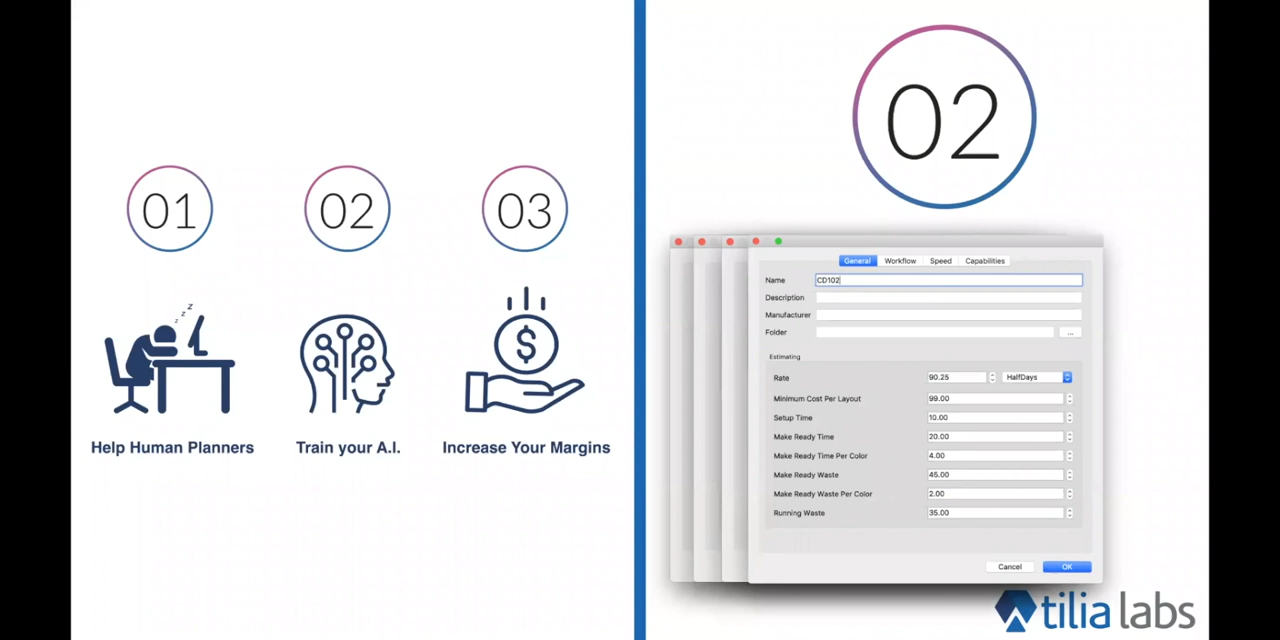 01
02
03
z z z
Help Human Planners
Train your A.I.
Increase Your Margins
$
02
General
Workflow
Speed
Capabilities
Name
CD102
Description
Manufacturer
Folder
...
Estimating
Rate
90.25
HalfDays
Minimum Cost Per Layout
99.00
Setup Time
10.00
Make Ready Time
20.00
Make Ready Time Per Color
4.00
Make Ready Waste
45.00
Make Ready Waste Per Color
2.00
Running Waste
35.00
Cancel
OK
tilia labs